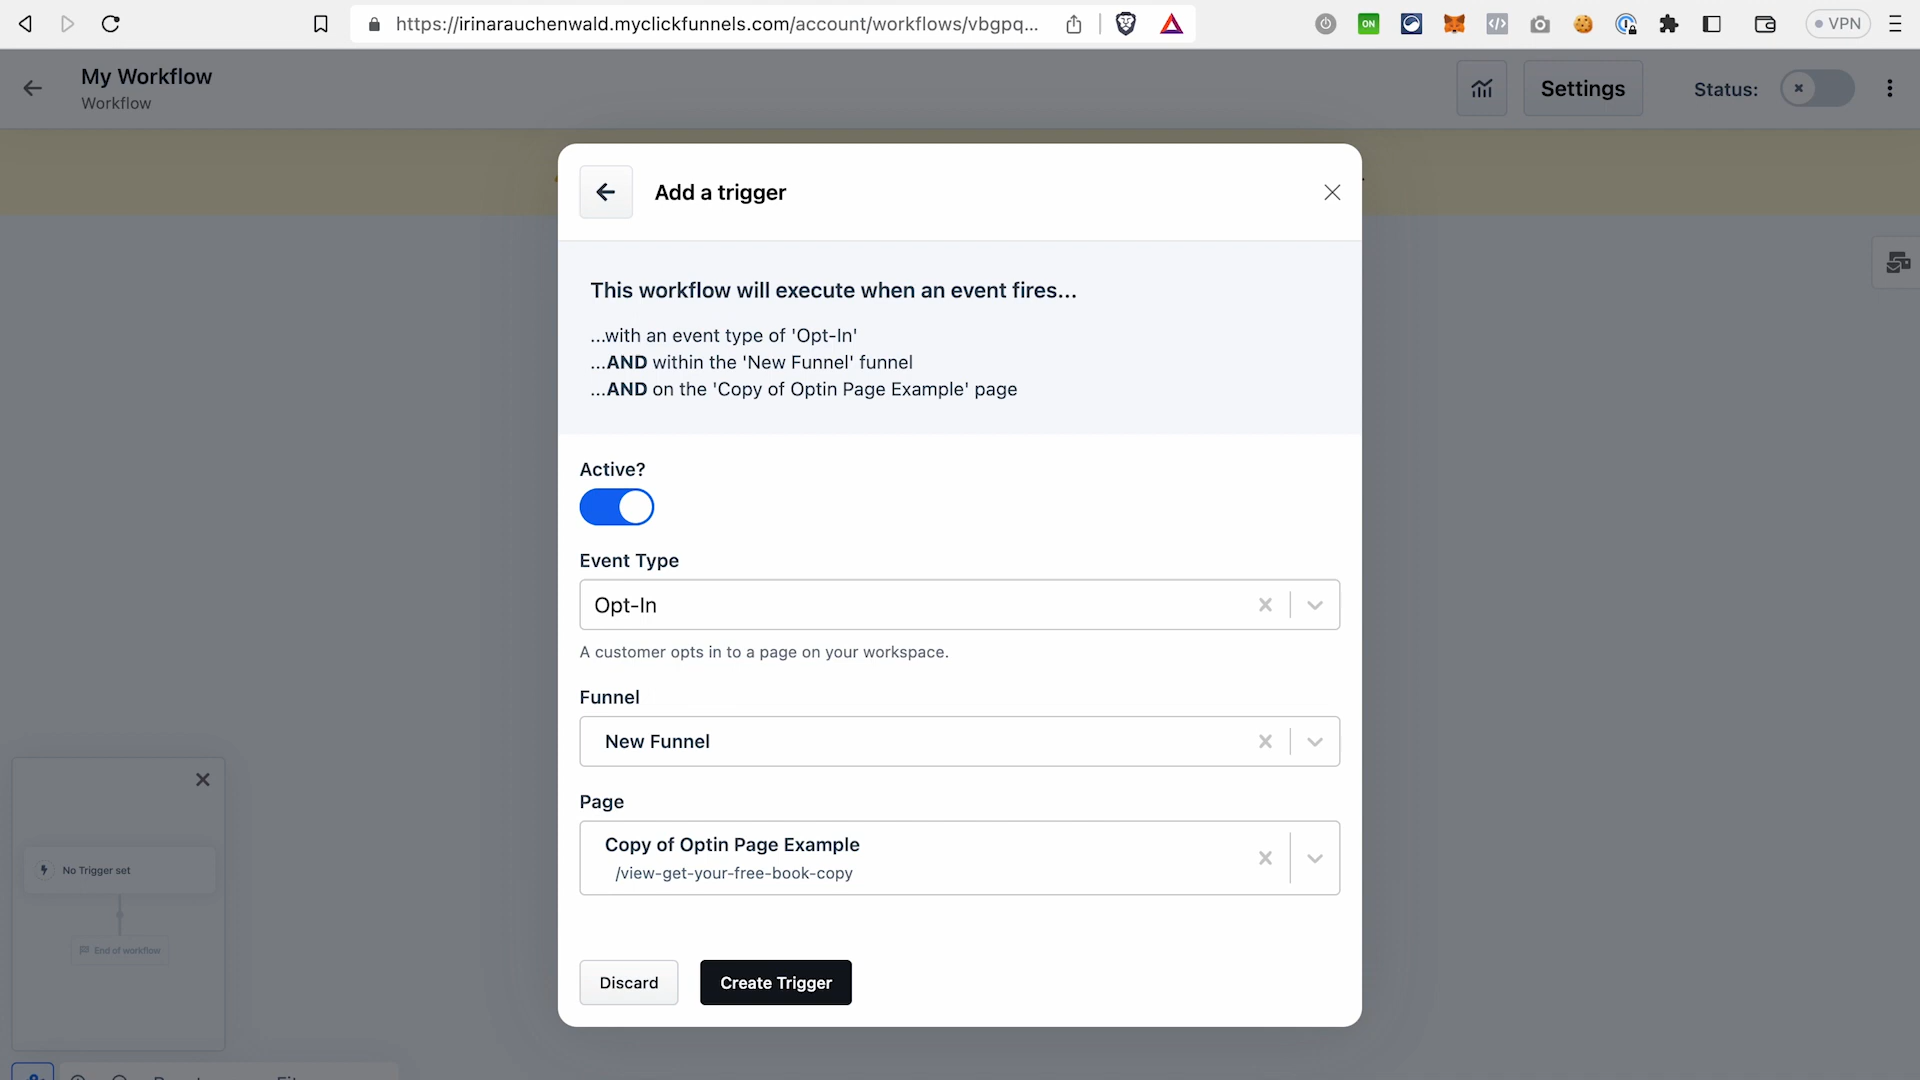 https://irinarauchenwald.myclickfunnels.com/account/workflows/vbgpq...
ON
VPN
My Workflow
Workflow
Settings
Status:
Add a trigger
This workflow will execute when an event fires...
...with an event type of 'Opt-In'
...AND within the 'New Funnel' funnel
...AND on the 'Copy of Optin Page Example' page
Active?
Event Type
Opt-In
A customer opts in to a page on your workspace.
Funnel
New Funnel
Page
Copy of Optin Page Example
/view-get-your-free-book-copy
No Trigger set
End of workflow
Discard
Create Trigger